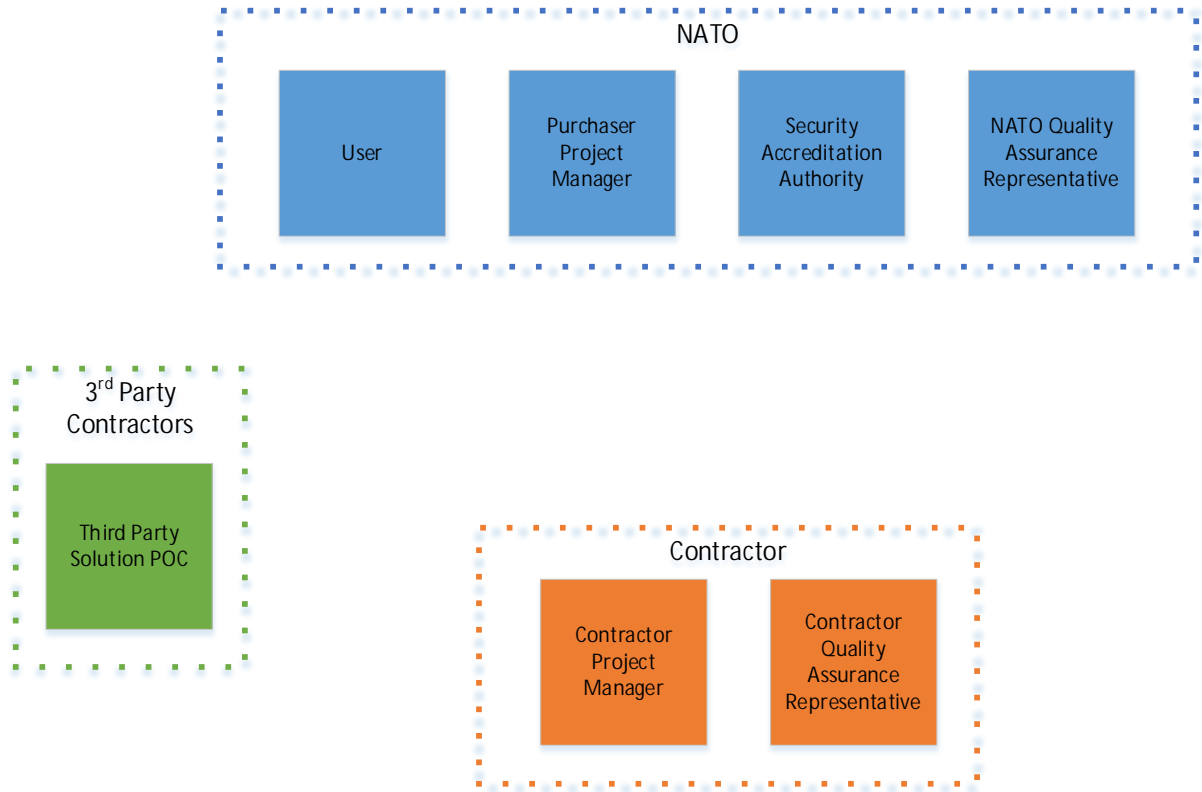 NATO
User
Purchaser
Project
Manager
Security
Accreditation
Authority
NATO Quality
Assurance
Representative
3rd Party
Contractors
Third Party
Solution POC
Contractor
Contractor
Project
Manager
Contractor
Quality
Assurance
Representative